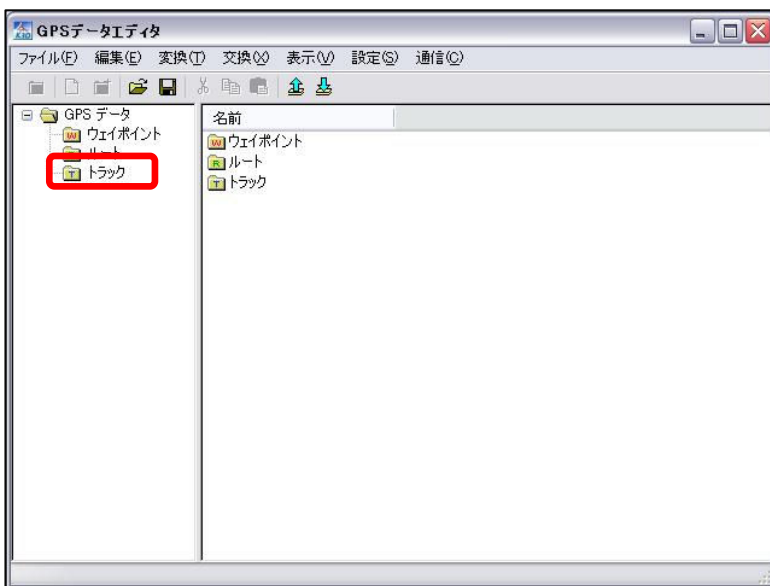 GPSデータエディタ
ファイル(F) 編集(E) 変換(T) 交換(X) 表示(V) 設定(S) 通信(C)
GPS データ
ウェイポイント
ルート
トラック
名前
ウェイポイント
ルート
トラック